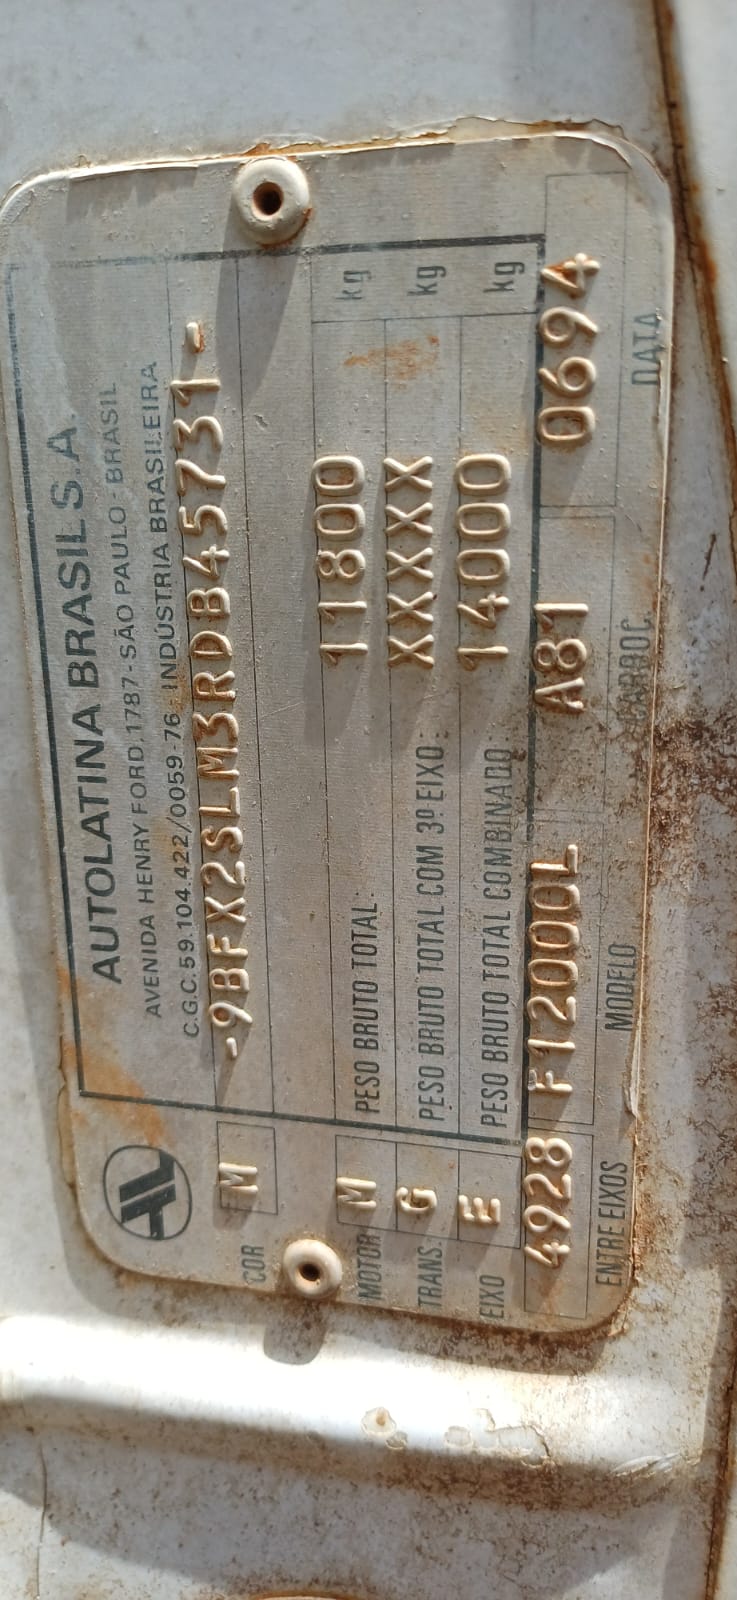 AUTOLATINA BRASIL S.A.
AVENIDA HENRY FORD, 1787 - SÃO PAULO - BRASIL
C.G.C. 59.104.422/0059-76 INDÚSTRIA BRASILEIRA
COR M -9BFX2SLM3RDB45731-
MOTOR M PESO BRUTO TOTAL: 11800 kg
TRANS. G PESO BRUTO TOTAL COM 3º EIXO: XXXXX kg
EIXO E PESO BRUTO TOTAL COMBINADO: 14000 kg
4928 F12000L A81 0694
ENTRE EIXOS MODELO CARROC. DATA